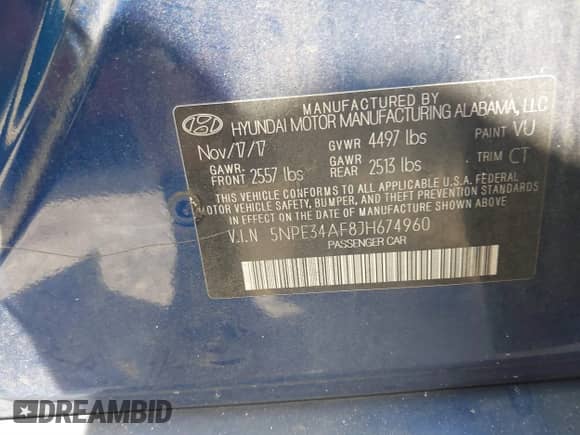 MANUFACTURED BY
HYUNDAI MOTOR MANUFACTURING ALABAMA, LLC
Nov/17/17 GVWR 4497 lbs PAINT VU
GAWR FRONT 2557 lbs GAWR REAR 2513 lbs TRIM CT
THIS VEHICLE CONFORMS TO ALL APPLICABLE U.S.A. FEDERAL
MOTOR VEHICLE SAFETY, BUMPER, AND THEFT PREVENTION STANDARDS
IN EFFECT ON THE DATE OF MANUFACTURE SHOWN ABOVE.
V.I.N 5NPE34AF8JH674960
PASSENGER CAR
DREAMBID